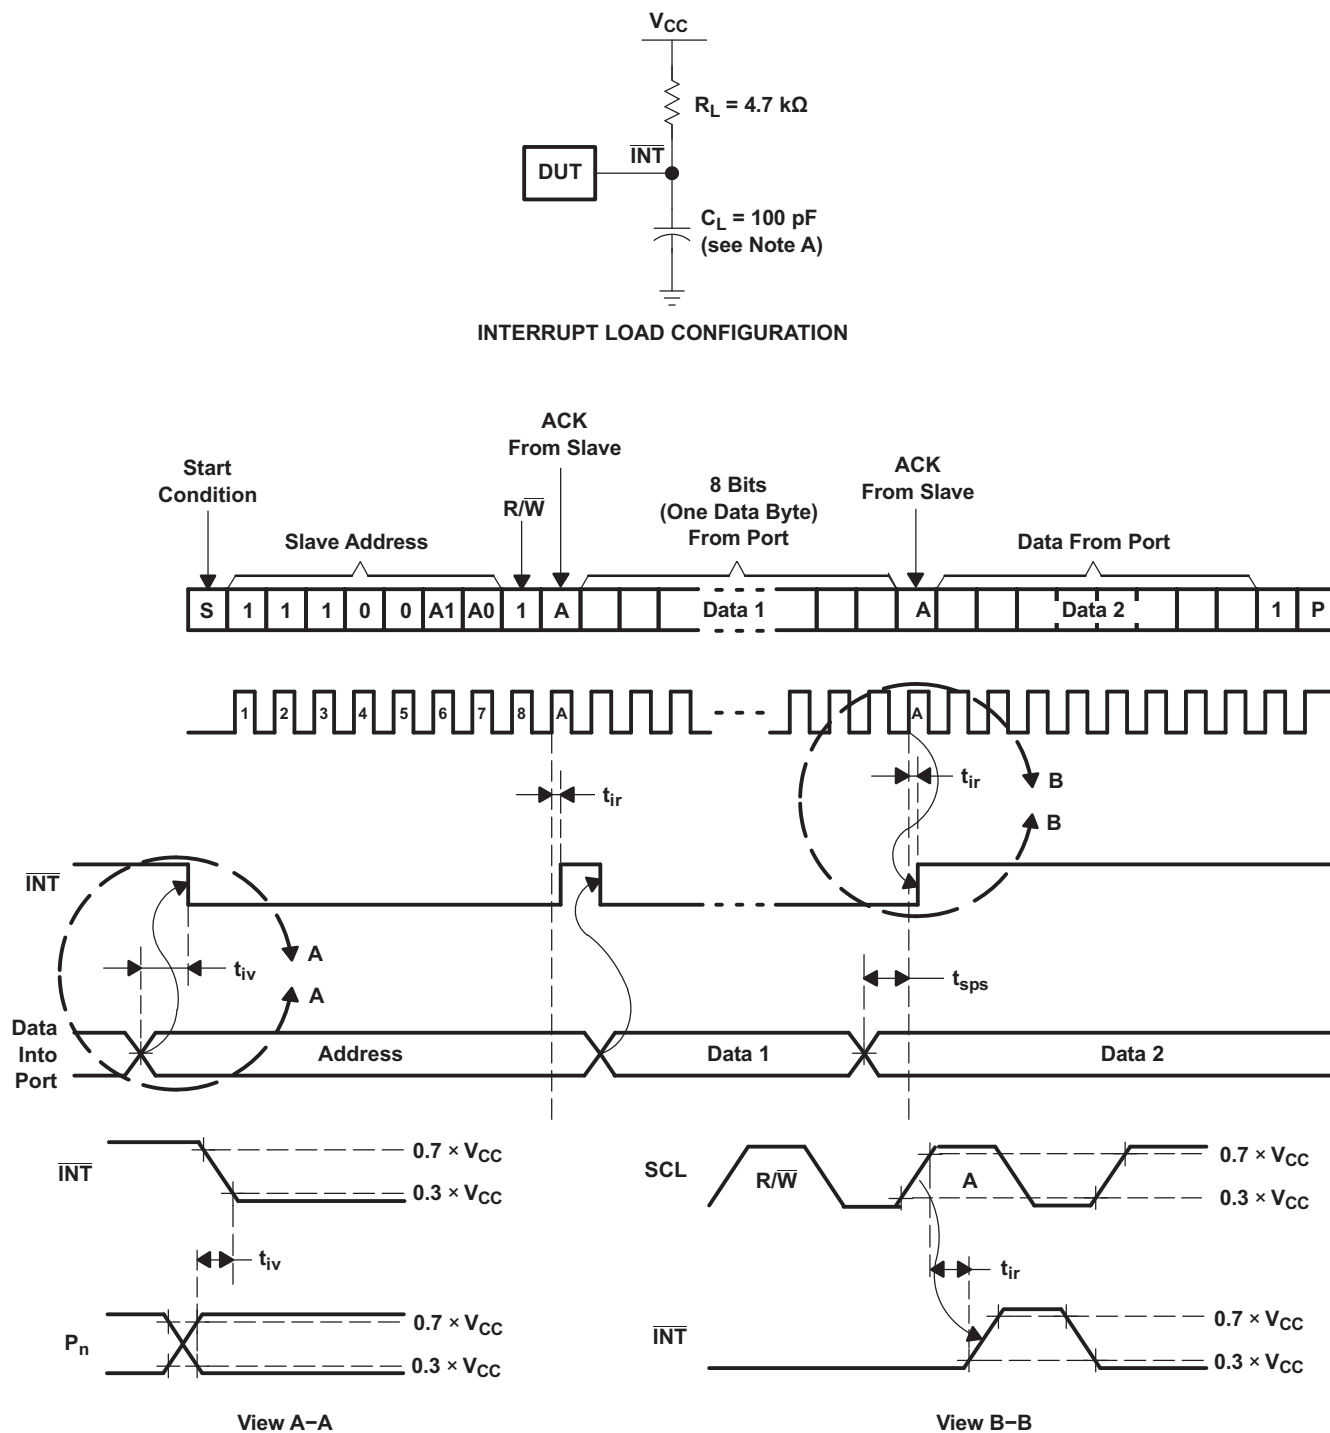 VCC
RL = 4.7 kΩ
INT
DUT
CL = 100 pF
(see Note A)
INTERRUPT LOAD CONFIGURATION
ACK
From Slave
Start
Condition
R/W
8 Bits
(One Data Byte)
From Port
ACK
From Slave
Slave Address
Data From Port
S 1 1 1 0 0 A1 A0 1 A Data 1 A Data 2 1 P
1 2 3 4 5 6 7 8 A A
tir
tir
B
B
INT
A
tiv
A
tsps
Data
Into
Port
Address
Data 1
Data 2
INT
0.7 × VCC
0.3 × VCC
tiv
Pn
0.7 × VCC
0.3 × VCC
View A–A
SCL
R/W
A
0.7 × VCC
0.3 × VCC
tir
INT
0.7 × VCC
0.3 × VCC
View B–B